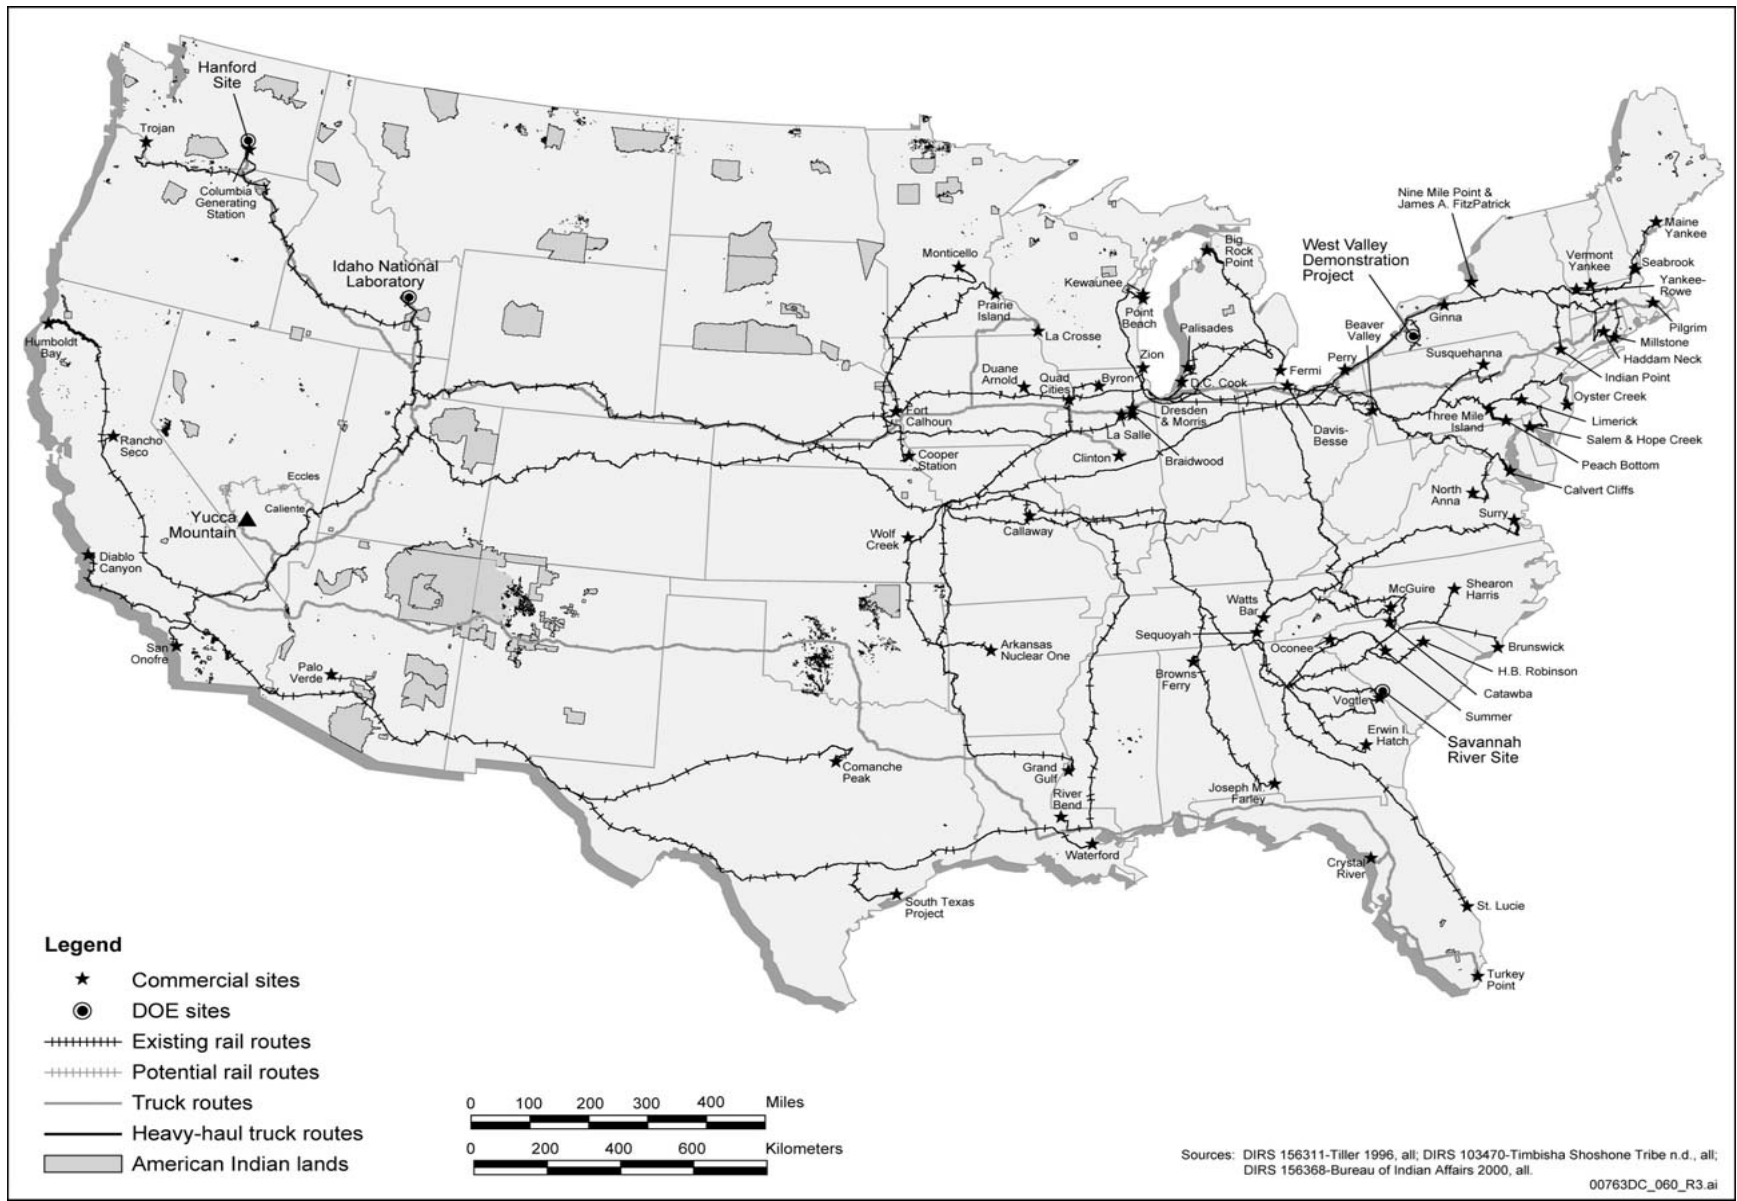 Hanford
Site
Trojan
Columbia
Generating
Station
Idaho National
Laboratory
Humboldt
Bay
Rancho
Seco
Eccles
Caliente
Yucca
Mountain
Diablo
Canyon
San
Onofre
Palo
Verde
Monticello
Prairie
Island
La Crosse
Kewaunee
Point
Beach
Big
Rock
Point
Palisades
Zion
Duane
Arnold
Quad
Cities
Byron
D.C. Cook
Fermi
Fort
Calhoun
Cooper
Station
La Salle
Dresden
& Morris
Clinton
Braidwood
Davis-
Besse
Perry
Beaver
Valley
West Valley
Demonstration
Project
Nine Mile Point &
James A. FitzPatrick
Ginna
Vermont
Yankee
Maine
Yankee
Seabrook
Yankee-
Rowe
Pilgrim
Millstone
Haddam Neck
Indian Point
Susquehanna
Oyster Creek
Limerick
Three Mile
Island
Salem & Hope Creek
Peach Bottom
Calvert Cliffs
North
Anna
Surry
Wolf
Creek
Callaway
Arkansas
Nuclear One
Watts
Bar
Sequoyah
Browns
Ferry
McGuire
Shearon
Harris
Oconee
Brunswick
H.B. Robinson
Catawba
Summer
Vogtle
Savannah
River Site
Erwin I.
Hatch
Joseph M.
Farley
Comanche
Peak
Grand
Gulf
River
Bend
Waterford
South Texas
Project
Crystal
River
St. Lucie
Turkey
Point
Legend
Commercial sites
DOE sites
Existing rail routes
Potential rail routes
Truck routes
Heavy-haul truck routes
American Indian lands
0 100 200 300 400 Miles
0 200 400 600 Kilometers
Sources: DIRS 156311-Tiller 1996, all; DIRS 103470-Timbisha Shoshone Tribe n.d., all;
DIRS 156368-Bureau of Indian Affairs 2000, all.
00763DC_060_R3.ai